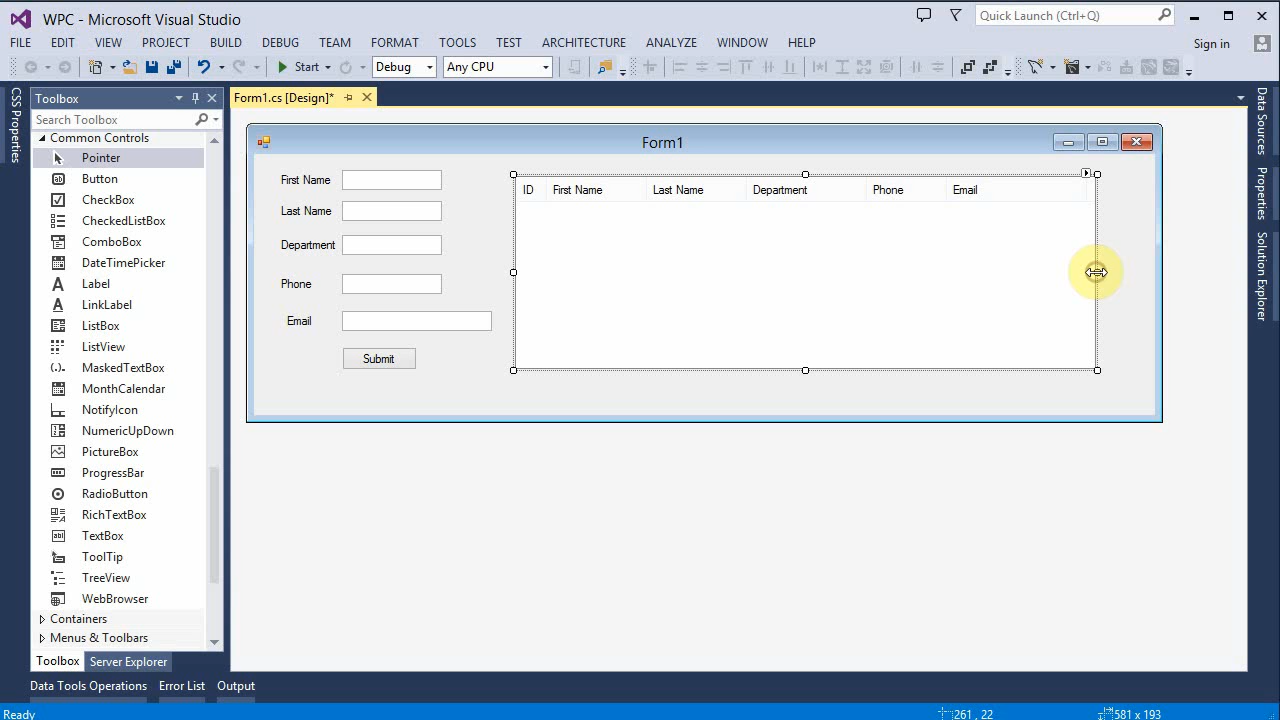 WPC - Microsoft Visual Studio
Quick Launch (Ctrl+Q)
FILE EDIT VIEW PROJECT BUILD DEBUG TEAM FORMAT TOOLS TEST ARCHITECTURE ANALYZE WINDOW HELP
Sign in
Start Debug Any CPU
CSS Properties
Toolbox
Search Toolbox
Common Controls
Pointer
Button
CheckBox
CheckedListBox
ComboBox
DateTimePicker
Label
LinkLabel
ListBox
ListView
MaskedTextBox
MonthCalendar
NotifyIcon
NumericUpDown
PictureBox
ProgressBar
RadioButton
RichTextBox
TextBox
ToolTip
TreeView
WebBrowser
Containers
Menus & Toolbars
Toolbox Server Explorer
Form1.cs [Design]*
Form1
First Name
Last Name
Department
Phone
Email
Submit
ID First Name Last Name Department Phone Email
Data Sources
Properties
Solution Explorer
Data Tools Operations Error List Output
Ready 261 , 22 581 x 193